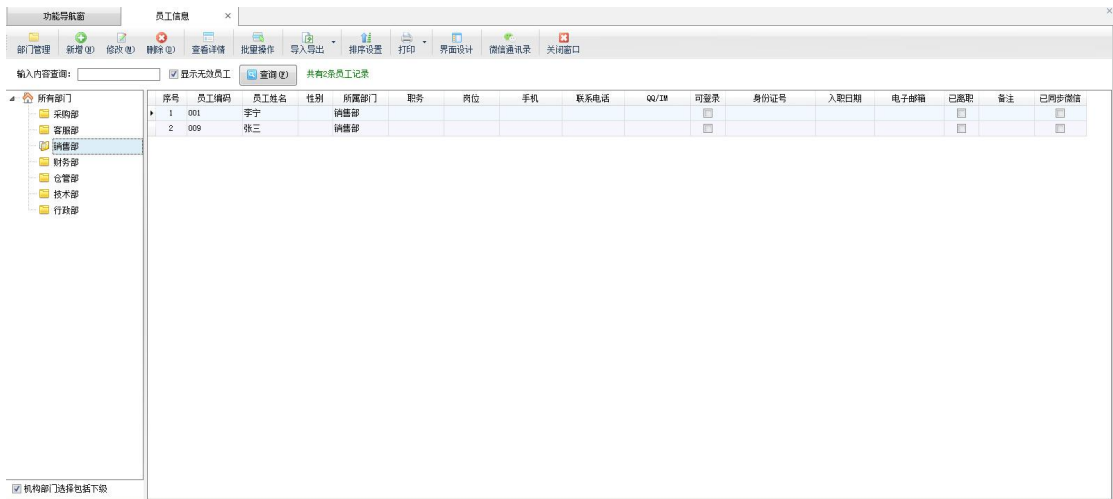 功能导航窗 员工信息 × ×
部门管理 新增(N) 修改(M) 删除(D) 查看详情 批量操作 导入导出 排序设置 打印 界面设计 微信通讯录 关闭窗口
输入内容查询: 显示无效员工 查询(F) 共有2条员工记录
所有部门
采购部
客服部
销售部
财务部
仓管部
技术部
行政部
序号 员工编码 员工姓名 性别 所属部门 职务 岗位 手机 联系电话 QQ/IM 可登录 身份证号 入职日期 电子邮箱 已离职 备注 已同步微信
1 001 李宁 销售部
2 009 张三 销售部
机构部门选择包括下级